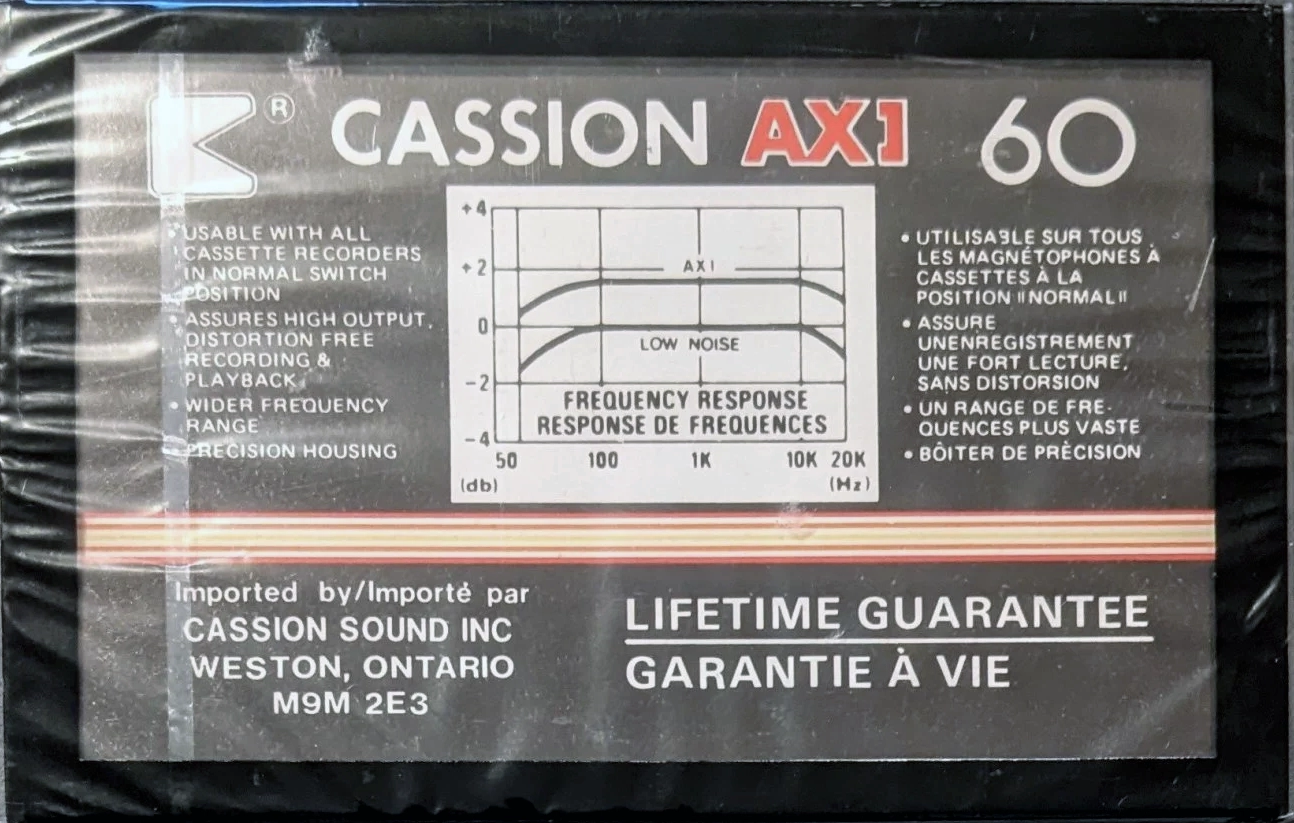 ® CASSION AX1 60
• USABLE WITH ALL
CASSETTE RECORDERS
IN NORMAL SWITCH
POSITION
• ASSURES HIGH OUTPUT,
DISTORTION FREE
RECORDING &
PLAYBACK
• WIDER FREQUENCY
RANGE
• PRECISION HOUSING
+4
+2
0
-2
-4
AX1
LOW NOISE
FREQUENCY RESPONSE
RESPONSE DE FREQUENCES
50 100 1K 10K 20K
(db) (Hz)
• UTILISABLE SUR TOUS
LES MAGNÉTOPHONES À
CASSETTES À LA
POSITION "NORMAL"
• ASSURE
UNENREGISTREMENT
UNE FORT LECTURE,
SANS DISTORSION
• UN RANGE DE FRE-
QUENCES PLUS VASTE
• BÔITER DE PRÈCISION
Imported by/Importé par
CASSION SOUND INC
WESTON, ONTARIO
M9M 2E3
LIFETIME GUARANTEE
GARANTIE À VIE